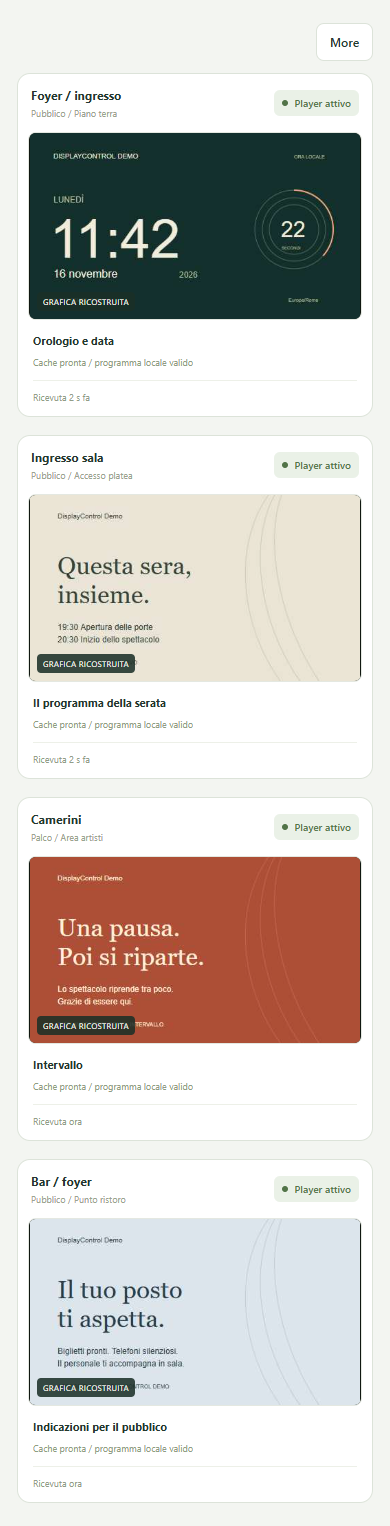 More
Foyer / ingresso
Player attivo
Pubblico / Piano terra
DISPLAYCONTROL DEMO
ORA LOCALE
LUNEDÌ
11:42
22
SECONDI
16 novembre
2026
GRAFICA RICOSTRUITA
Europe/Rome
Orologio e data
Cache pronta / programma locale valido
Ricevuta 2 s fa
Ingresso sala
Player attivo
Pubblico / Accesso platea
DisplayControl Demo
Questa sera,
insieme.
19:30 Apertura delle porte
20:30 Inizio dello spettacolo
GRAFICA RICOSTRUITA
Il programma della serata
Cache pronta / programma locale valido
Ricevuta 2 s fa
Camerini
Player attivo
Palco / Area artisti
DisplayControl Demo
Una pausa.
Poi si riparte.
Lo spettacolo riprende tra poco.
Grazie di essere qui.
GRAFICA RICOSTRUITA
TERVALLO
Intervallo
Cache pronta / programma locale valido
Ricevuta ora
Bar / foyer
Player attivo
Pubblico / Punto ristoro
DisplayControl Demo
Il tuo posto
ti aspetta.
Biglietti pronti. Telefoni silenziosi.
Il personale ti accompagna in sala.
GRAFICA RICOSTRUITA
TROL DEMO
Indicazioni per il pubblico
Cache pronta / programma locale valido
Ricevuta ora